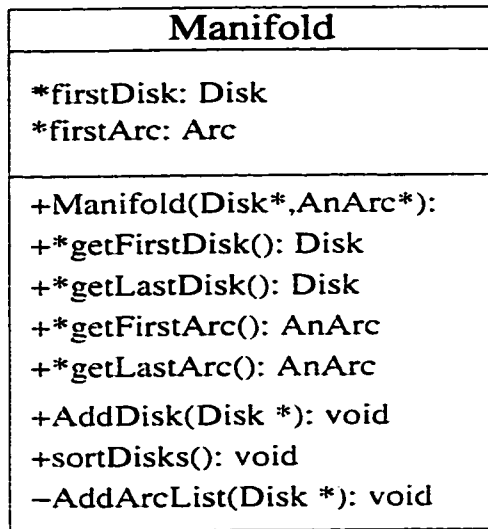 Manifold
*firstDisk: Disk
*firstArc: Arc
+Manifold(Disk*,AnArc*):
+*getFirstDisk(): Disk
+*getLastDisk(): Disk
+*getFirstArc(): AnArc
+*getLastArc(): AnArc
+AddDisk(Disk *): void
+sortDisks(): void
−AddArcList(Disk *): void